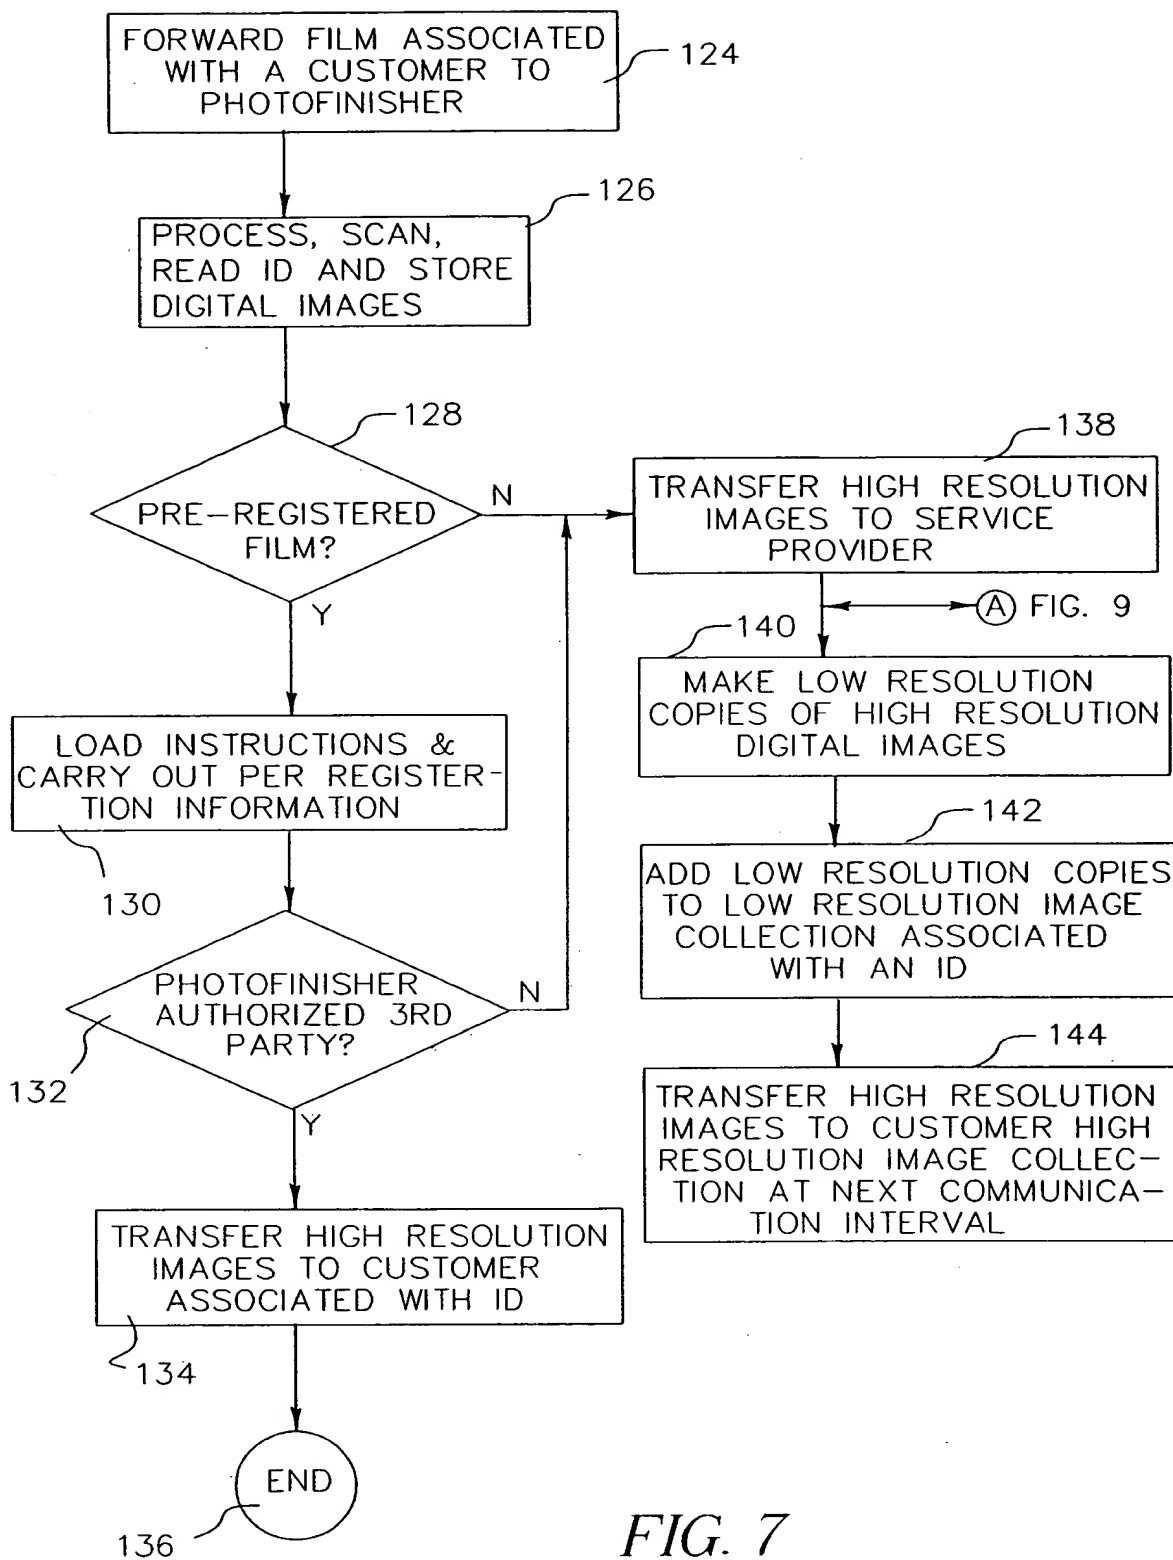 FORWARD FILM ASSOCIATED
WITH A CUSTOMER TO
PHOTOFINISHER
124
PROCESS, SCAN,
READ ID AND STORE
DIGITAL IMAGES
126
128
PRE-REGISTERED
FILM?
N
Y
LOAD INSTRUCTIONS &
CARRY OUT PER REGISTER-
TION INFORMATION
130
PHOTOFINISHER
AUTHORIZED 3RD
PARTY?
N
132
Y
TRANSFER HIGH RESOLUTION
IMAGES TO CUSTOMER
ASSOCIATED WITH ID
134
END
136
138
TRANSFER HIGH RESOLUTION
IMAGES TO SERVICE
PROVIDER
A FIG. 9
140
MAKE LOW RESOLUTION
COPIES OF HIGH RESOLUTION
DIGITAL IMAGES
142
ADD LOW RESOLUTION COPIES
TO LOW RESOLUTION IMAGE
COLLECTION ASSOCIATED
WITH AN ID
144
TRANSFER HIGH RESOLUTION
IMAGES TO CUSTOMER HIGH
RESOLUTION IMAGE COLLEC-
TION AT NEXT COMMUNICA-
TION INTERVAL
FIG. 7